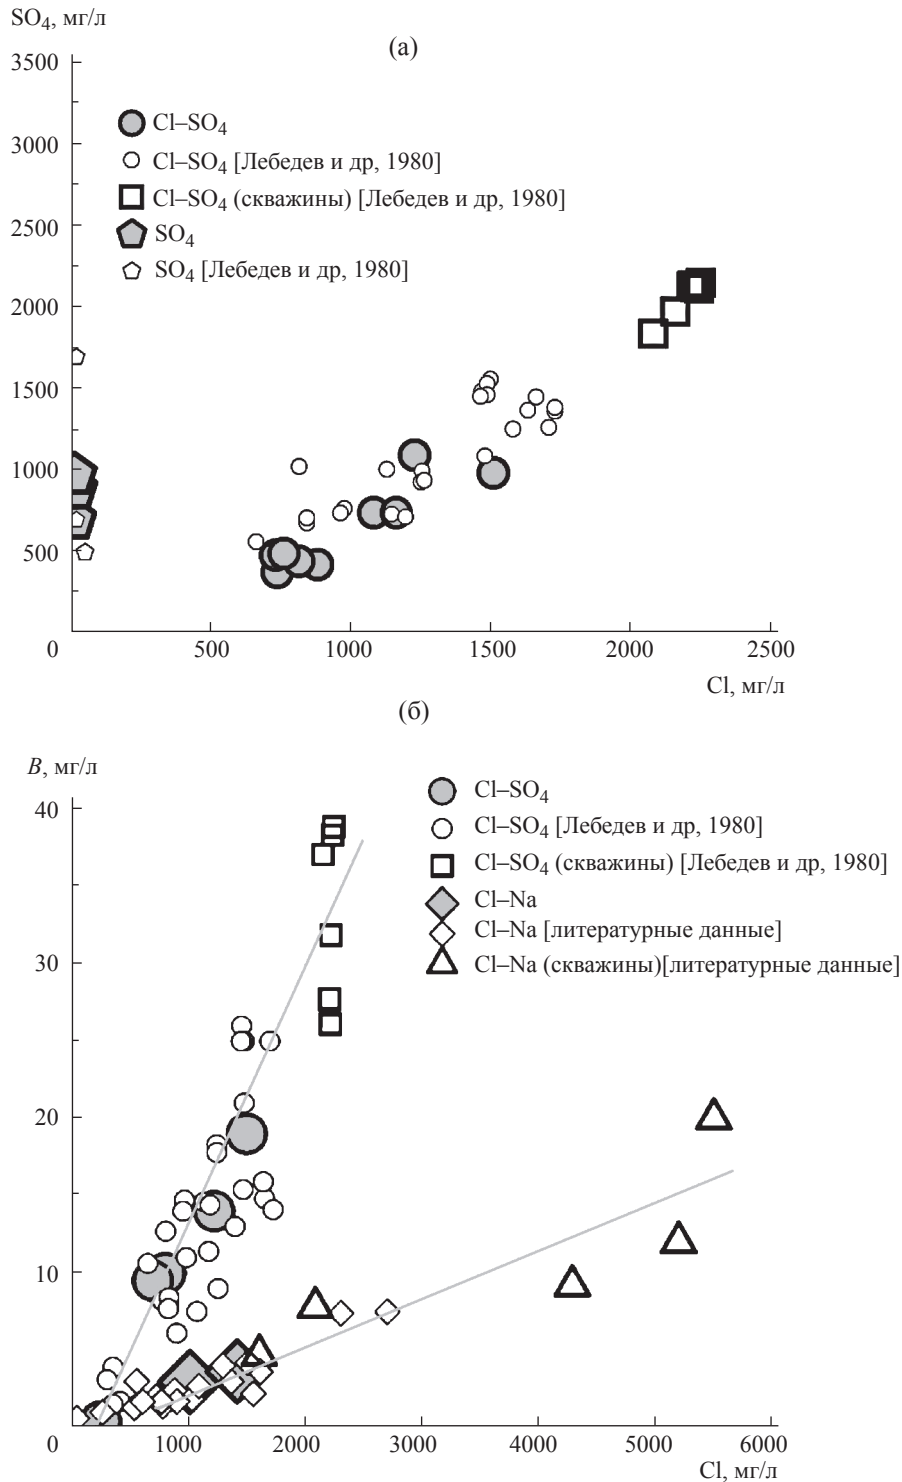 SO₄, мг/л
(а)
3500
3000
2500
2000
1500
1000
500
0
500 1000 1500 2000 2500
Cl, мг/л
Cl–SO₄
Cl–SO₄ [Лебедев и др, 1980]
Cl–SO₄ (скважины) [Лебедев и др, 1980]
SO₄
SO₄ [Лебедев и др, 1980]
(б)
B, мг/л
40
30
20
10
0
1000 2000 3000 4000 5000 6000
Cl, мг/л
Cl–SO₄
Cl–SO₄ [Лебедев и др, 1980]
Cl–SO₄ (скважины) [Лебедев и др, 1980]
Cl–Na
Cl–Na [литературные данные]
Cl–Na (скважины)[литературные данные]